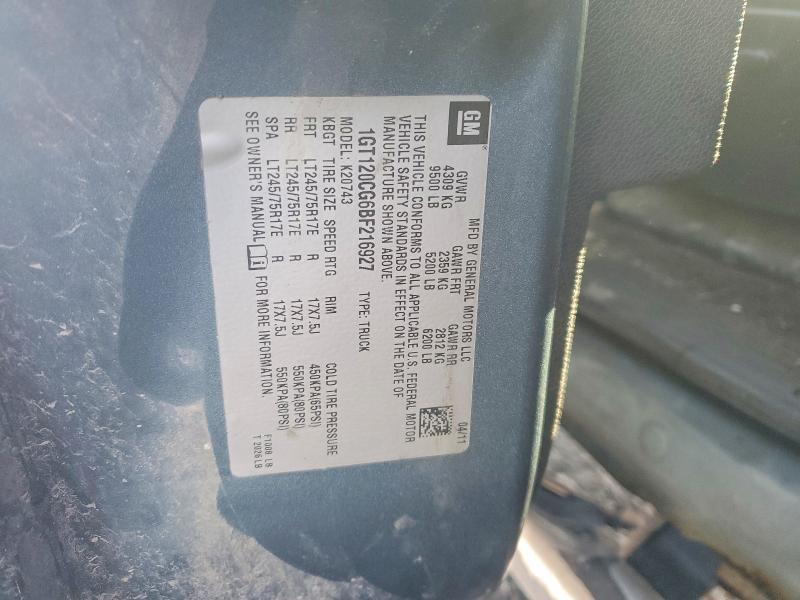 GM
MFD BY GENERAL MOTORS LLC 04/11
GVWR GAWR FRT GAWR RR
4309 KG 2359 KG 2812 KG
9500 LB 5200 LB 6200 LB
THIS VEHICLE CONFORMS TO ALL APPLICABLE U.S. FEDERAL MOTOR
VEHICLE SAFETY STANDARDS IN EFFECT ON THE DATE OF
MANUFACTURE SHOWN ABOVE.
1GT120CG6BF216927 TYPE: TRUCK
MODEL: K20743
KBGT TIRE SIZE SPEED RTG RIM COLD TIRE PRESSURE
FRT LT245/75R17E R 17X7.5J 450KPA(65PSI)
RR LT245/75R17E R 17X7.5J 550KPA(80PSI)
SPA LT245/75R17E R 17X7.5J 550KPA(80PSI)
SEE OWNER'S MANUAL i FOR MORE INFORMATION.
F1008 LB
T 2026 LB